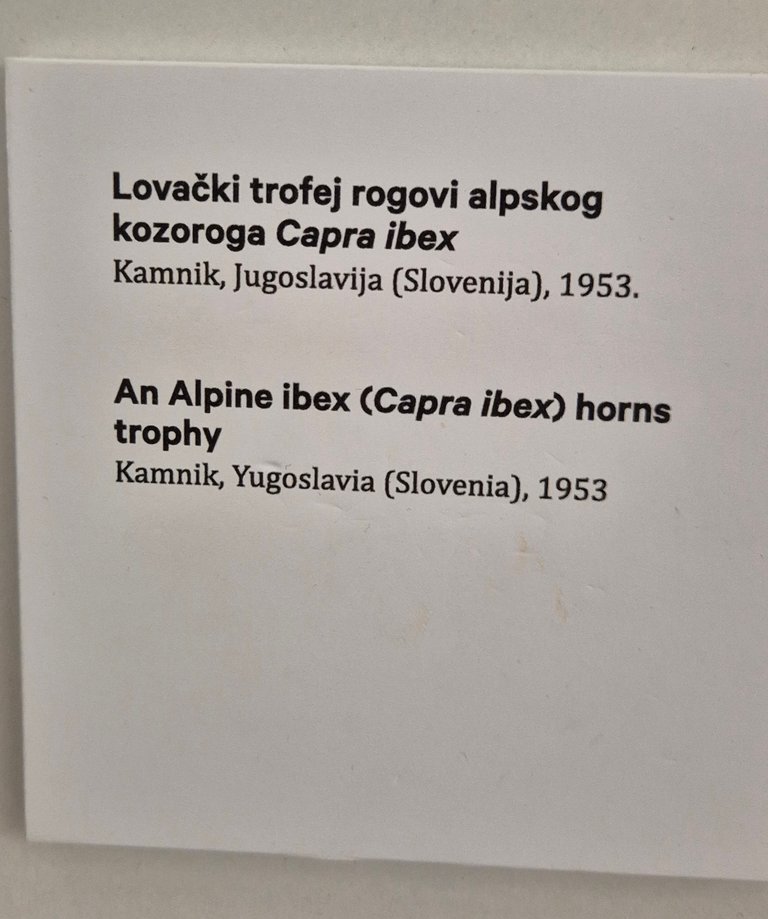 Lovački trofej rogovi alpskog
kozoroga Capra ibex
Kamnik, Jugoslavija (Slovenija), 1953.
An Alpine ibex (Capra ibex) horns
trophy
Kamnik, Yugoslavia (Slovenia), 1953